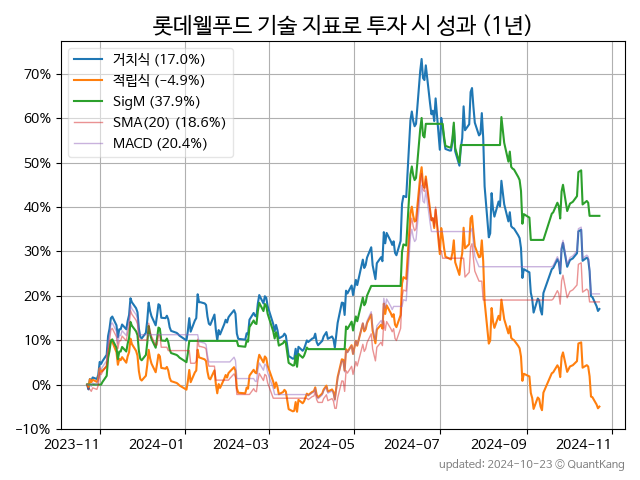 롯데웰푸드 기술 지표로 투자 시 성과 (1년)
거치식 (17.0%)
적립식 (−4.9%)
SigM (37.9%)
SMA(20) (18.6%)
MACD (20.4%)
70%
60%
50%
40%
30%
20%
10%
0%
−10%
2023-11
2024-01
2024-03
2024-05
2024-07
2024-09
2024-11
updated: 2024-10-23 © QuantKang